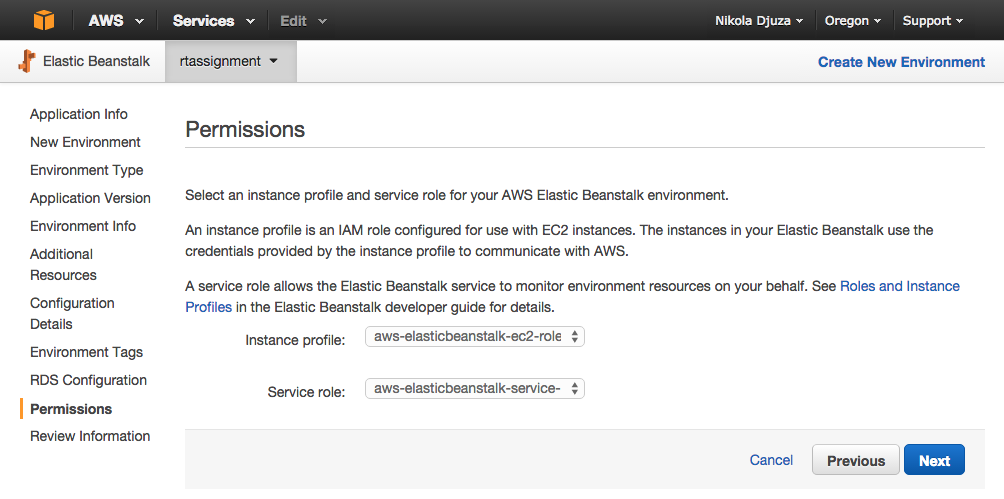 AWS Services Edit Nikola Djuza Oregon Support
Elastic Beanstalk rtassignment Create New Environment
Application Info
New Environment
Environment Type
Application Version
Environment Info
Additional
Resources
Configuration
Details
Environment Tags
RDS Configuration
Permissions
Review Information
Permissions
Select an instance profile and service role for your AWS Elastic Beanstalk environment.
An instance profile is an IAM role configured for use with EC2 instances. The instances in your Elastic Beanstalk use the
credentials provided by the instance profile to communicate with AWS.
A service role allows the Elastic Beanstalk service to monitor environment resources on your behalf. See Roles and Instance
Profiles in the Elastic Beanstalk developer guide for details.
Instance profile: aws-elasticbeanstalk-ec2-role
Service role: aws-elasticbeanstalk-service-
Cancel Previous Next